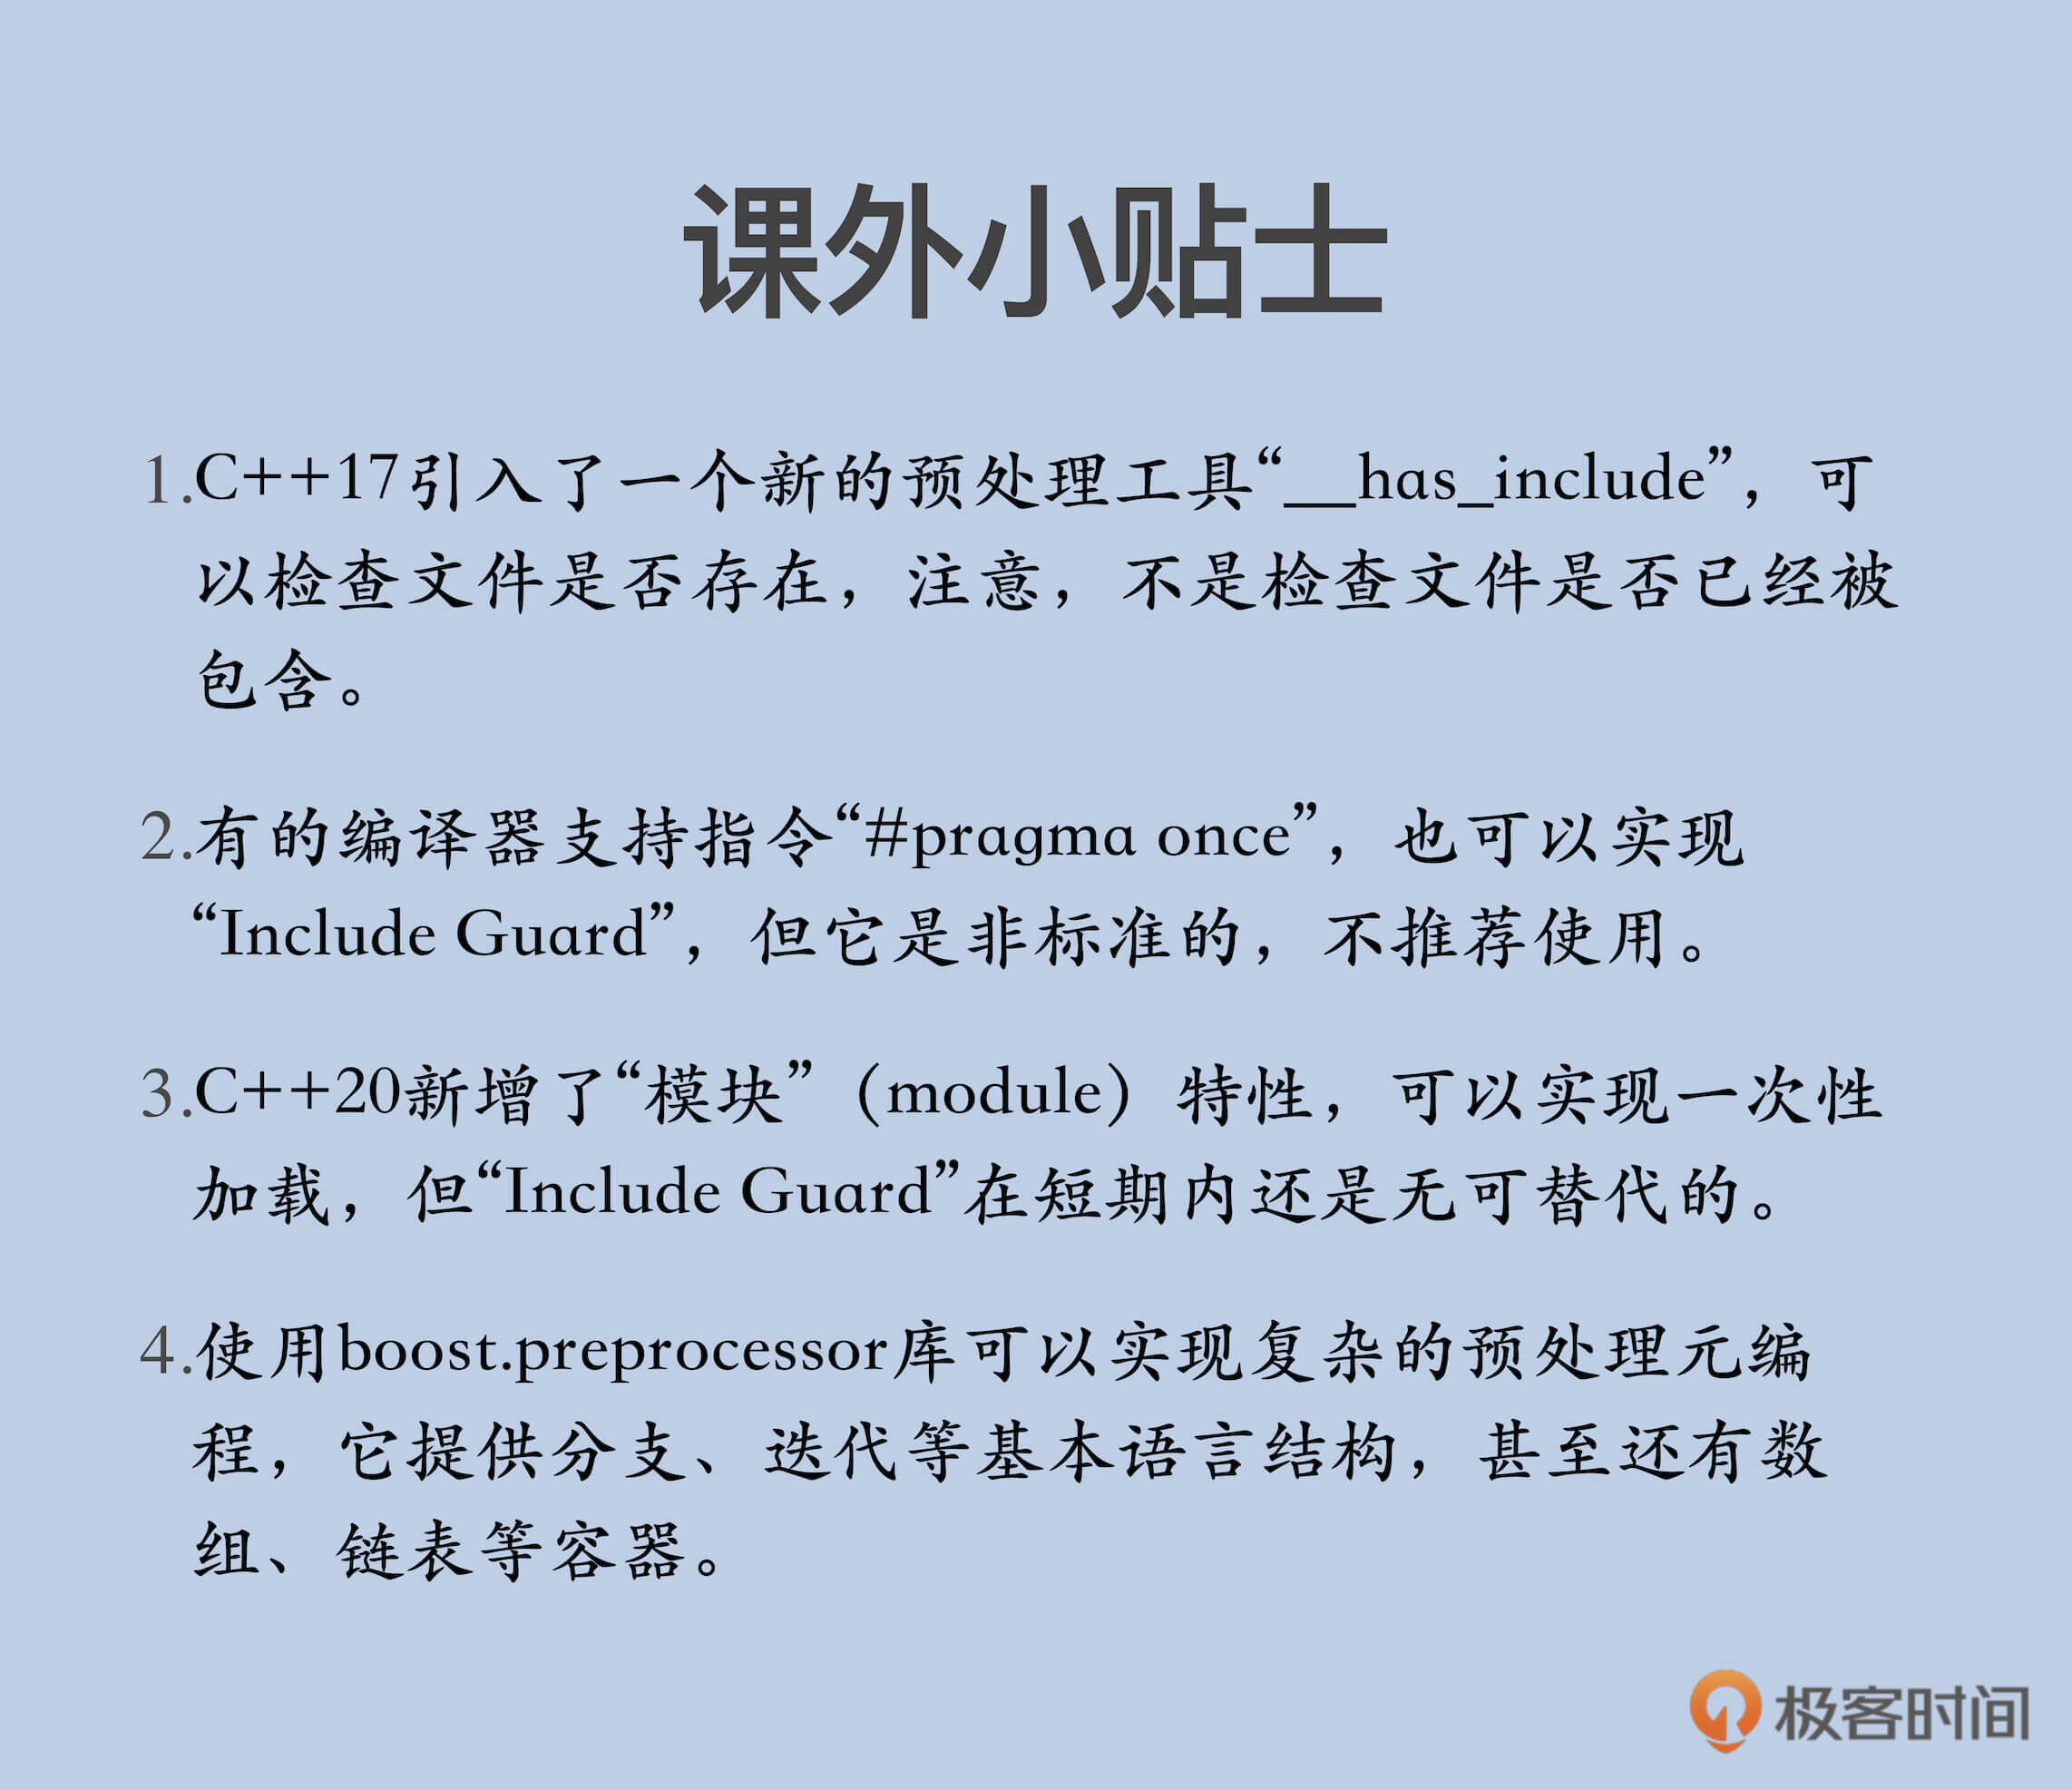 课外小贴士
1.C++17引入了一个新的预处理工具“__has_include”，可
以检查文件是否存在，注意，不是检查文件是否已经被
包含。
2.有的编译器支持指令“#pragma once”，也可以实现
“Include Guard”，但它是非标准的，不推荐使用。
3.C++20新增了“模块”（module）特性，可以实现一次性
加载，但“Include Guard”在短期内还是无可替代的。
4.使用boost.preprocessor库可以实现复杂的预处理元编
程，它提供分支、迭代等基本语言结构，甚至还有数
组、链表等容器。
极客时间